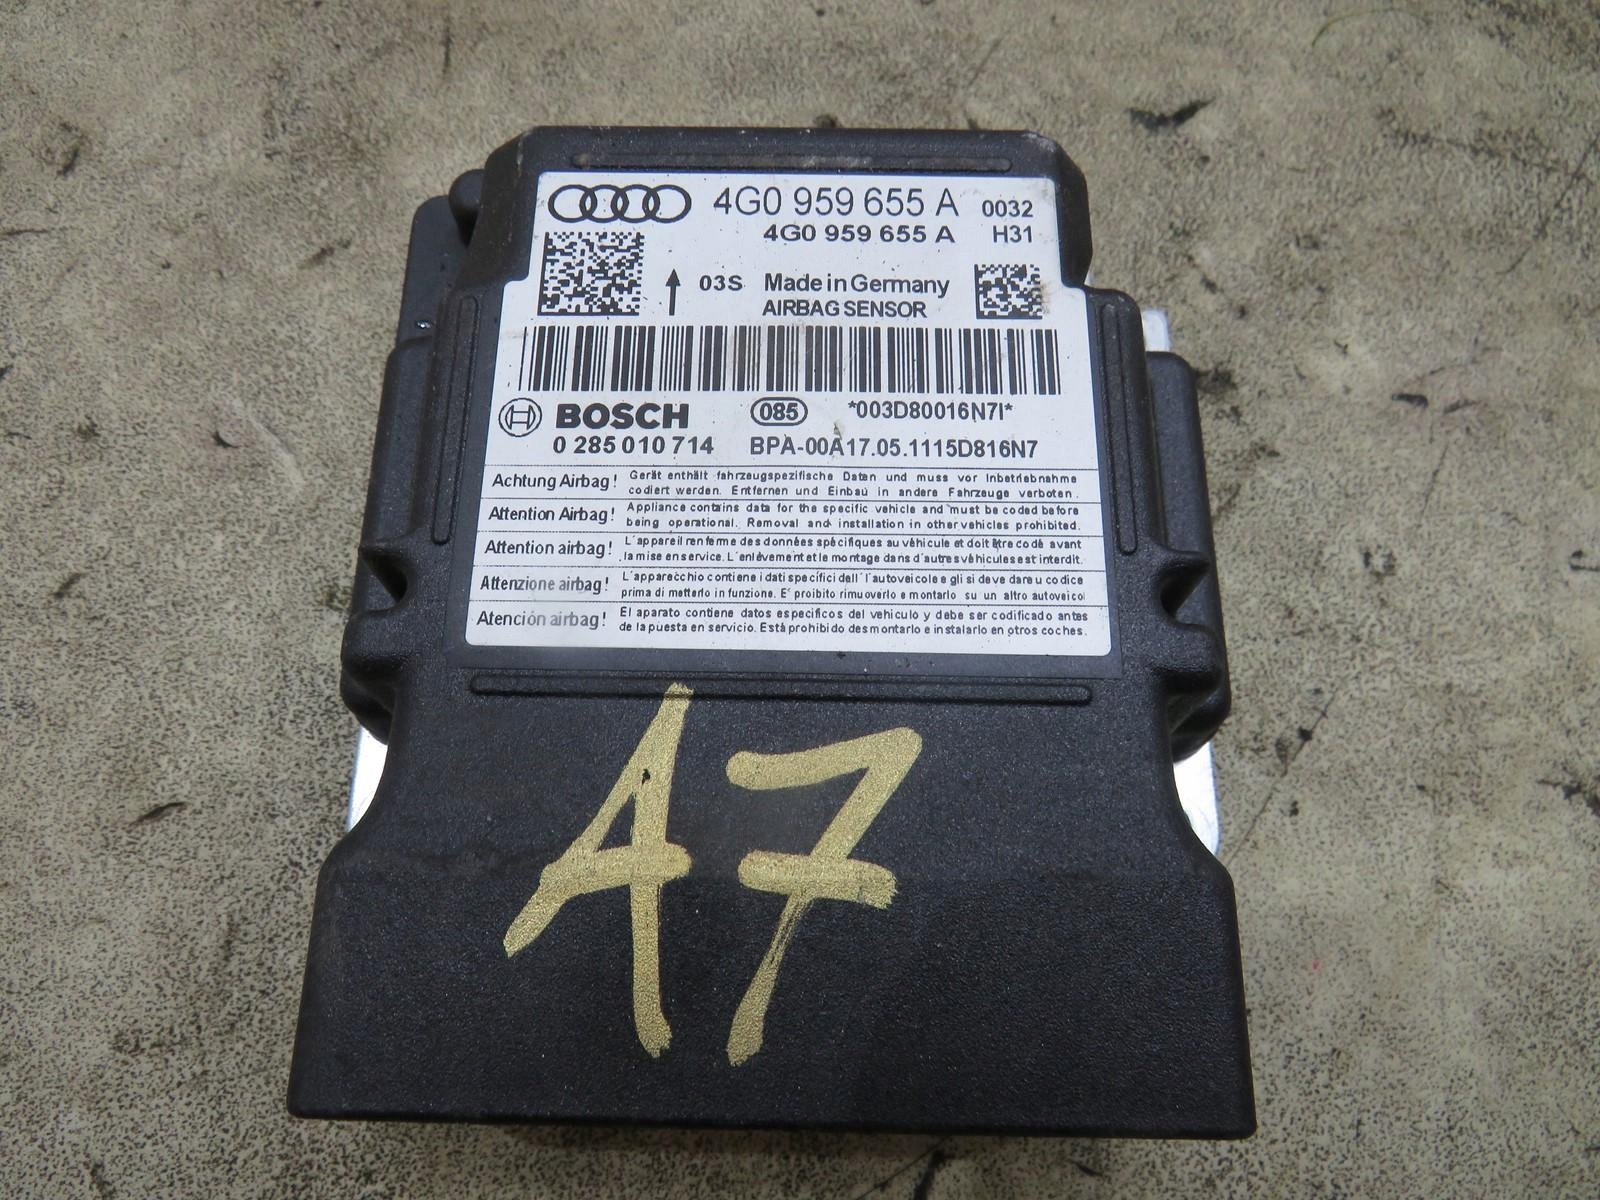 4G0 959 655 A 0032
4G0 959 655 A H31
03S Made in Germany
AIRBAG SENSOR
BOSCH 085 *003D80016N7I*
0 285 010 714 BPA-00A17.05.1115D816N7
Achtung Airbag! Gerät enthält fahrzeugspezifische Daten und muss vor Inbetriebnahme
codiert werden. Entfernen und Einbau in andere Fahrzeuge verboten.
Attention Airbag! Appliance contains data for the specific vehicle and must be coded before
being operational. Removal and installation in other vehicles prohibited.
Attention airbag! L'appareil renferme des données spécifiques au véhicule et doit être codé avant
la mise en service. L'enlèvement et le montage dans d'autres véhicules est interdit.
Attenzione airbag! L'apparecchio contiene i dati specifici dell'autoveicolo e gli si deve dare u codice
prima di metterlo in funzione. E' proibito rimuoverlo e montarlo su un altro autoveicol
Atención airbag! El aparato contiene datos especificos del vehiculo y debe ser codificado antes
de la puesta en servicio. Está prohibido desmontarlo e instalarlo en otros coches.
A7